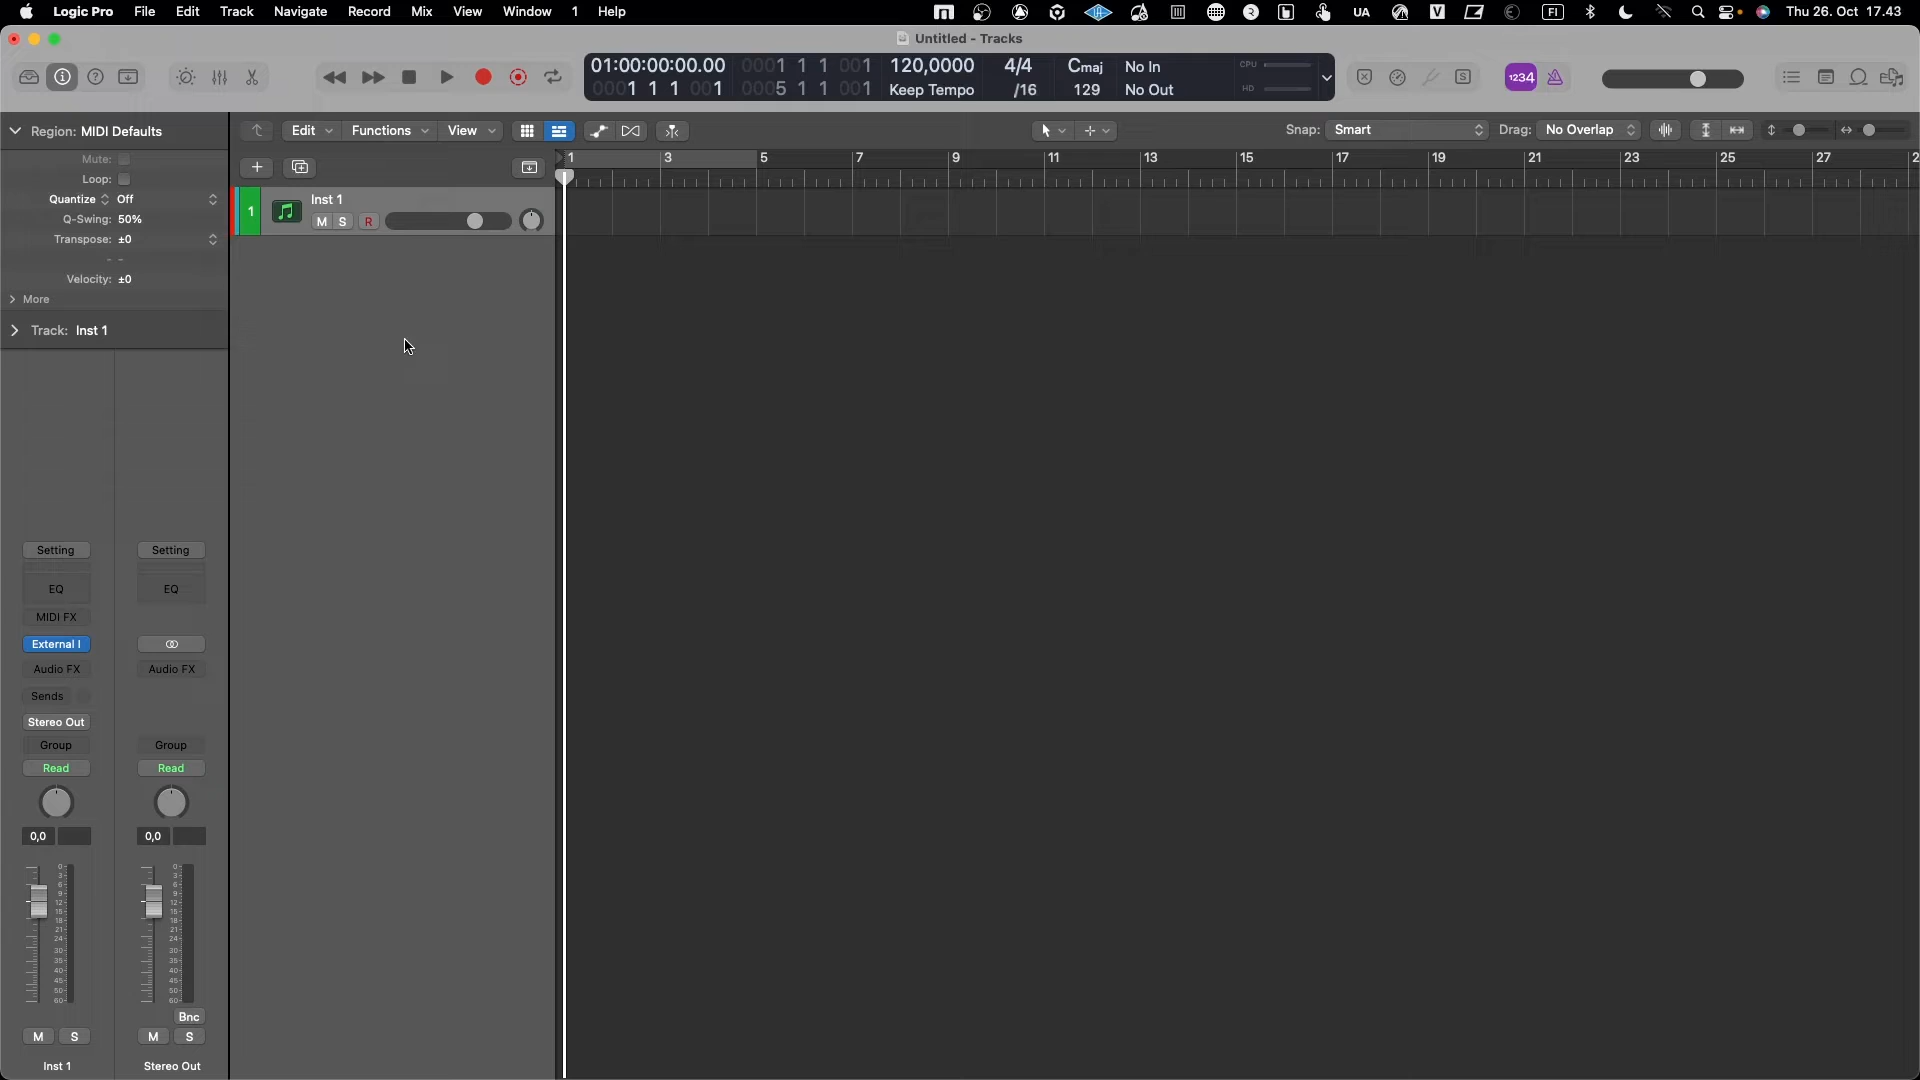 Logic Pro File Edit Track Navigate Record Mix View Window 1 Help UA V FI Thu 26. Oct 17.43
Untitled - Tracks
01:00:00:00.00 0001 1 1 001 120,0000 4/4 Cmaj No In CPU
0001 1 1 001 0005 1 1 001 Keep Tempo /16 129 No Out HD
S 1234
Region: MIDI Defaults
Edit Functions View Snap: Smart Drag: No Overlap
Mute:
Loop:
Quantize Off
Q-Swing: 50%
Transpose: ±0
- -
Velocity: ±0
More
Track: Inst 1
1 3 5 7 9 11 13 15 17 19 21 23 25 27 2
1 Inst 1
M S R
Setting Setting
EQ EQ
MIDI FX
External I
Audio FX Audio FX
Sends
Stereo Out
Group Group
Read Read
0,0 0,0
0 0
3 3
6 6
9 9
12 12
15 15
18 18
21 21
24 24
30 30
35 35
40 40
45 45
50 50
60 60
Bnc
M S M S
Inst 1 Stereo Out